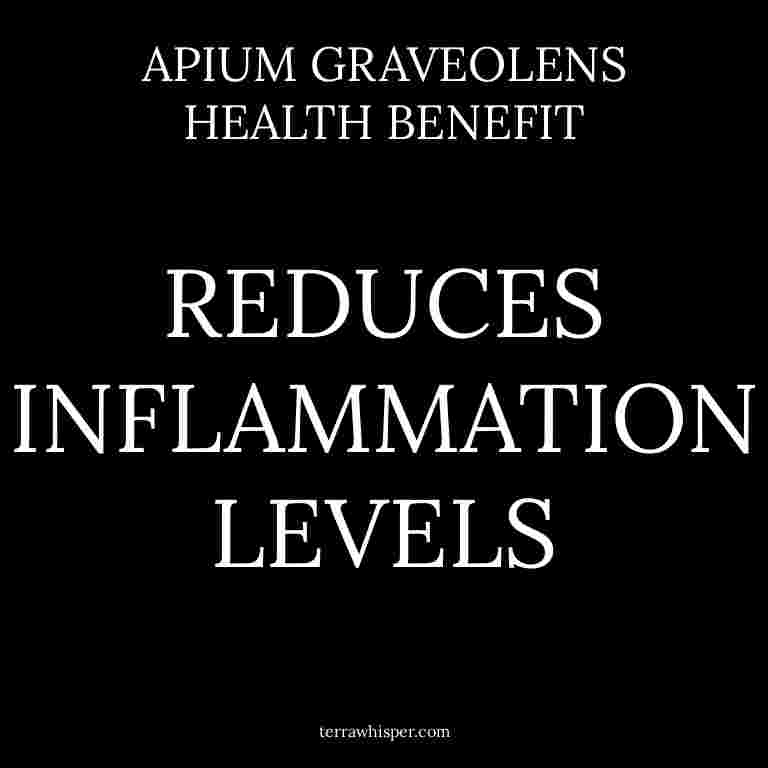 APIUM GRAVEOLENS
HEALTH BENEFIT
REDUCES
INFLAMMATION
LEVELS
terrawhisper.com